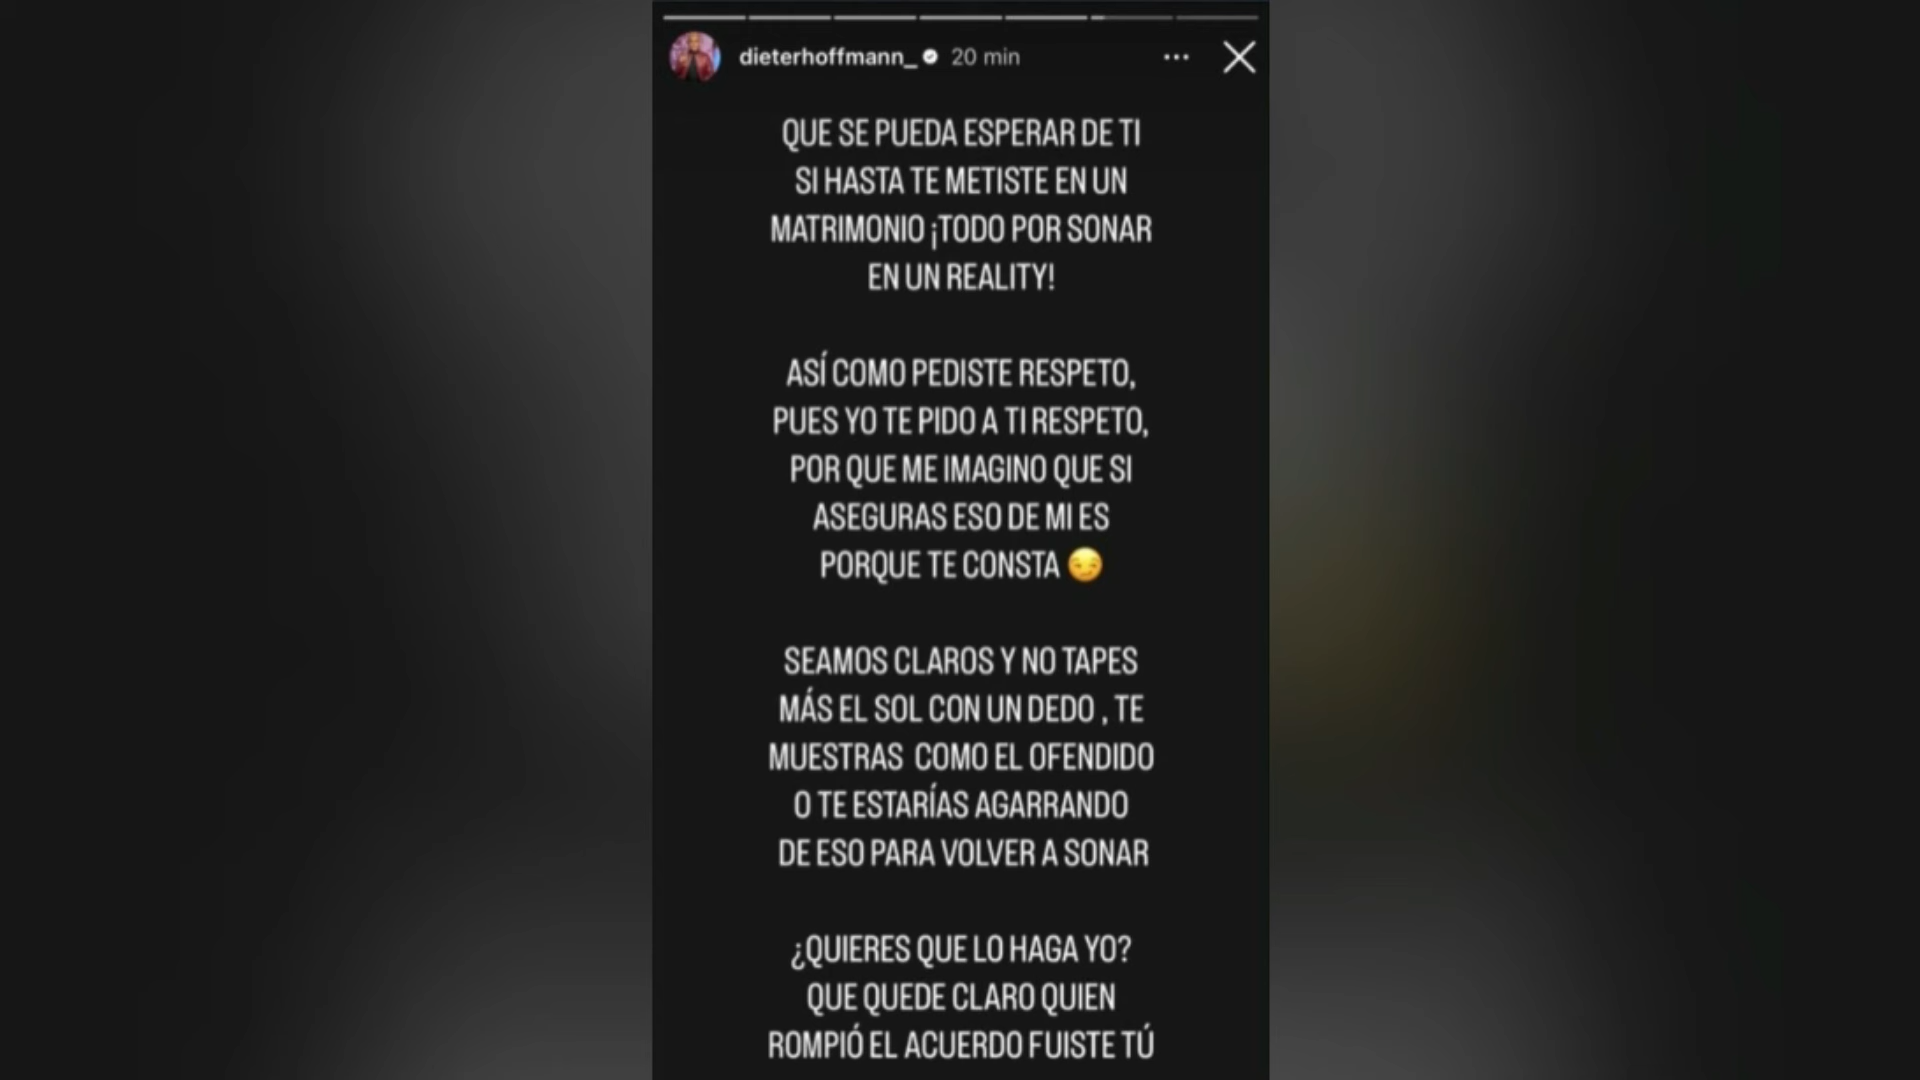 dieterhoffmann_ 20 min
QUE SE PUEDA ESPERAR DE TI
SI HASTA TE METISTE EN UN
MATRIMONIO ¡TODO POR SONAR
EN UN REALITY!
ASÍ COMO PEDISTE RESPETO,
PUES YO TE PIDO A TI RESPETO,
POR QUE ME IMAGINO QUE SI
ASEGURAS ESO DE MI ES
PORQUE TE CONSTA 😏
SEAMOS CLAROS Y NO TAPES
MÁS EL SOL CON UN DEDO , TE
MUESTRAS COMO EL OFENDIDO
O TE ESTARÍAS AGARRANDO
DE ESO PARA VOLVER A SONAR
¿QUIERES QUE LO HAGA YO?
QUE QUEDE CLARO QUIEN
ROMPIÓ EL ACUERDO FUISTE TÚ